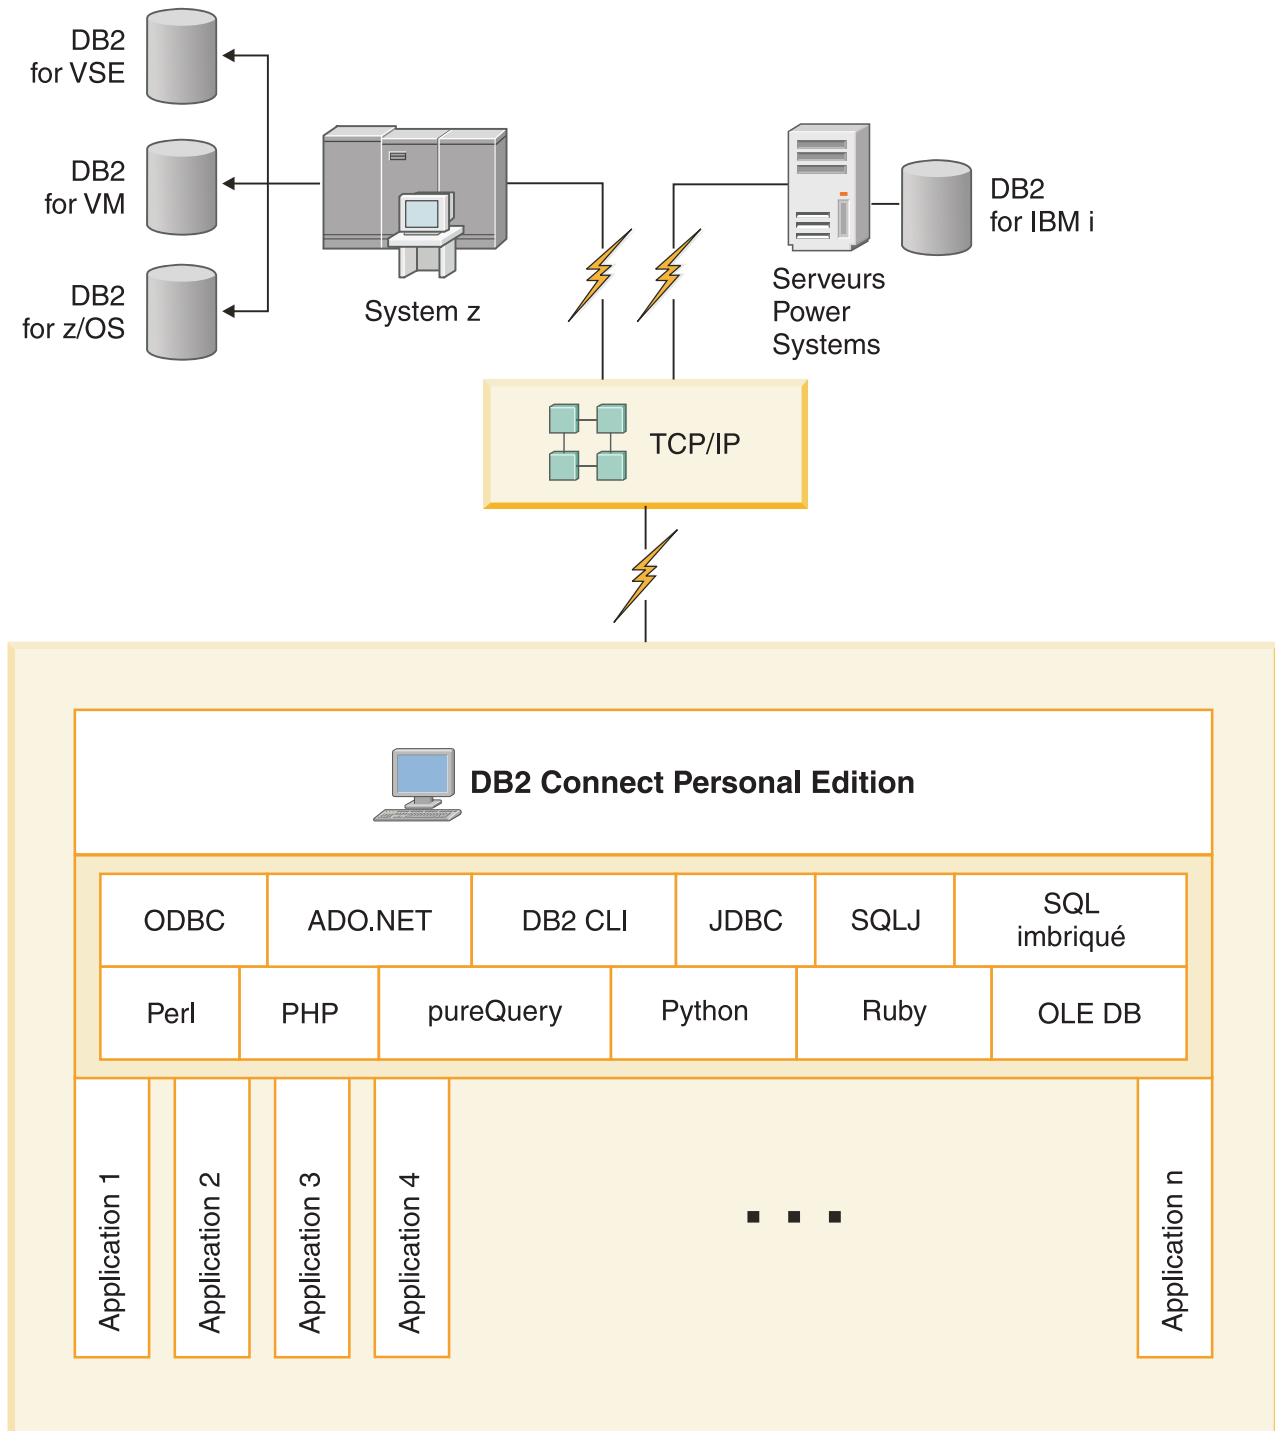 DB2
for VSE
DB2
for VM
DB2
for z/OS
System z
DB2
for IBM i
Serveurs
Power
Systems
TCP/IP
DB2 Connect Personal Edition
ODBC
ADO.NET
DB2 CLI
JDBC
SQLJ
SQL
imbriqué
Perl
PHP
pureQuery
Python
Ruby
OLE DB
Application 1
Application 2
Application 3
Application 4
...
Application n